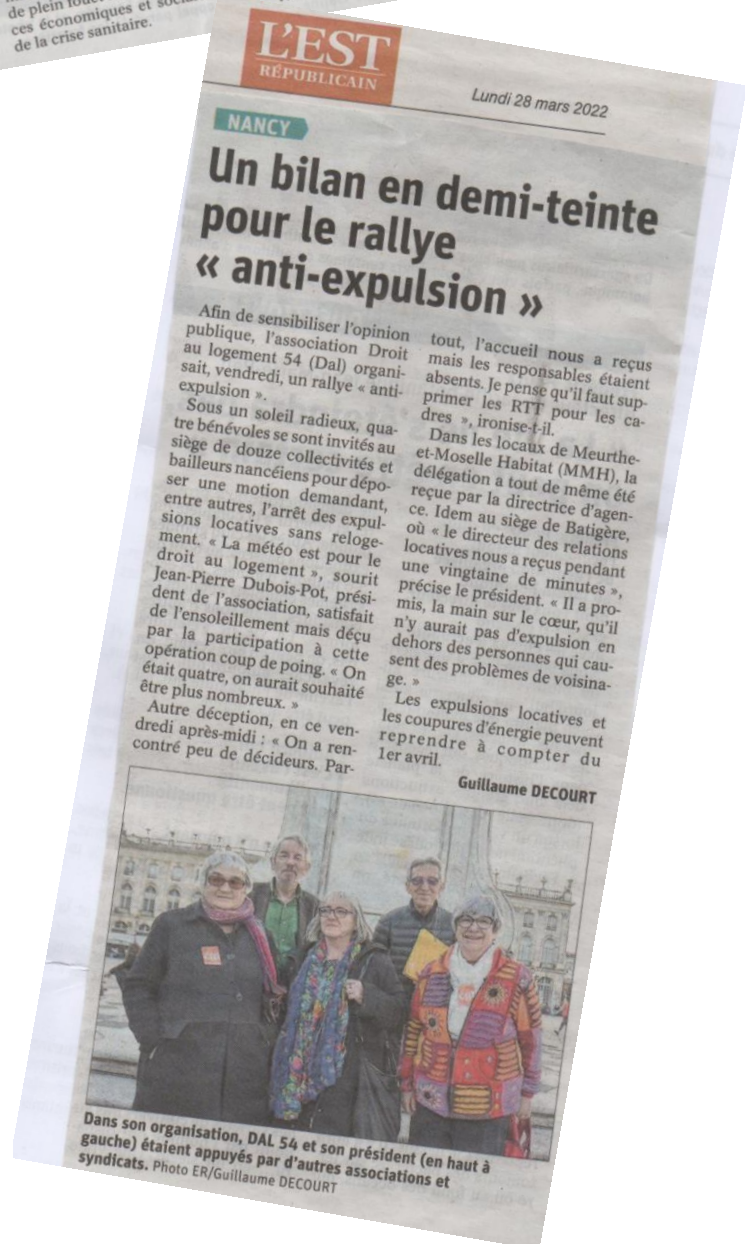 de plein
ces économiques et
de la crise sanitaire.
L'EST
RÉPUBLICAIN
Lundi 28 mars 2022
NANCY
Un bilan en demi-teinte
pour le rallye
« anti-expulsion »
Afin de sensibiliser l'opinion
publique, l'association Droit
au logement 54 (Dal) organi-
sait, vendredi, un rallye « anti-
expulsion ».
Sous un soleil radieux, qua-
tre bénévoles se sont invités au
siège de douze collectivités et
bailleurs nancéiens pour dépo-
ser une motion demandant,
entre autres, l'arrêt des expul-
sions locatives sans reloge-
ment. « La météo est pour le
droit au logement », sourit
Jean-Pierre Dubois-Pot, prési-
dent de l'association, satisfait
de l'ensoleillement mais déçu
par la participation à cette
opération coup de poing. « On
était quatre, on aurait souhaité
être plus nombreux. »
Autre déception, en ce ven-
dredi après-midi : « On a ren-
contré peu de décideurs. Par-
tout, l'accueil nous a reçus
mais les responsables étaient
absents. Je pense qu'il faut sup-
primer les RTT pour les ca-
dres », ironise-t-il.
Dans les locaux de Meurthe-
et-Moselle Habitat (MMH), la
délégation a tout de même été
reçue par la directrice d'agen-
ce. Idem au siège de Batigère,
où « le directeur des relations
locatives nous a reçus pendant
une vingtaine de minutes »,
précise le président. « Il a pro-
mis, la main sur le cœur, qu'il
n'y aurait pas d'expulsion en
dehors des personnes qui cau-
sent des problèmes de voisina-
ge. »
Les expulsions locatives et
les coupures d'énergie peuvent
reprendre à compter du
1er avril.
Guillaume DECOURT
Dans son organisation, DAL 54 et son président (en haut à
gauche) étaient appuyés par d'autres associations et
syndicats. Photo ER/Guillaume DECOURT